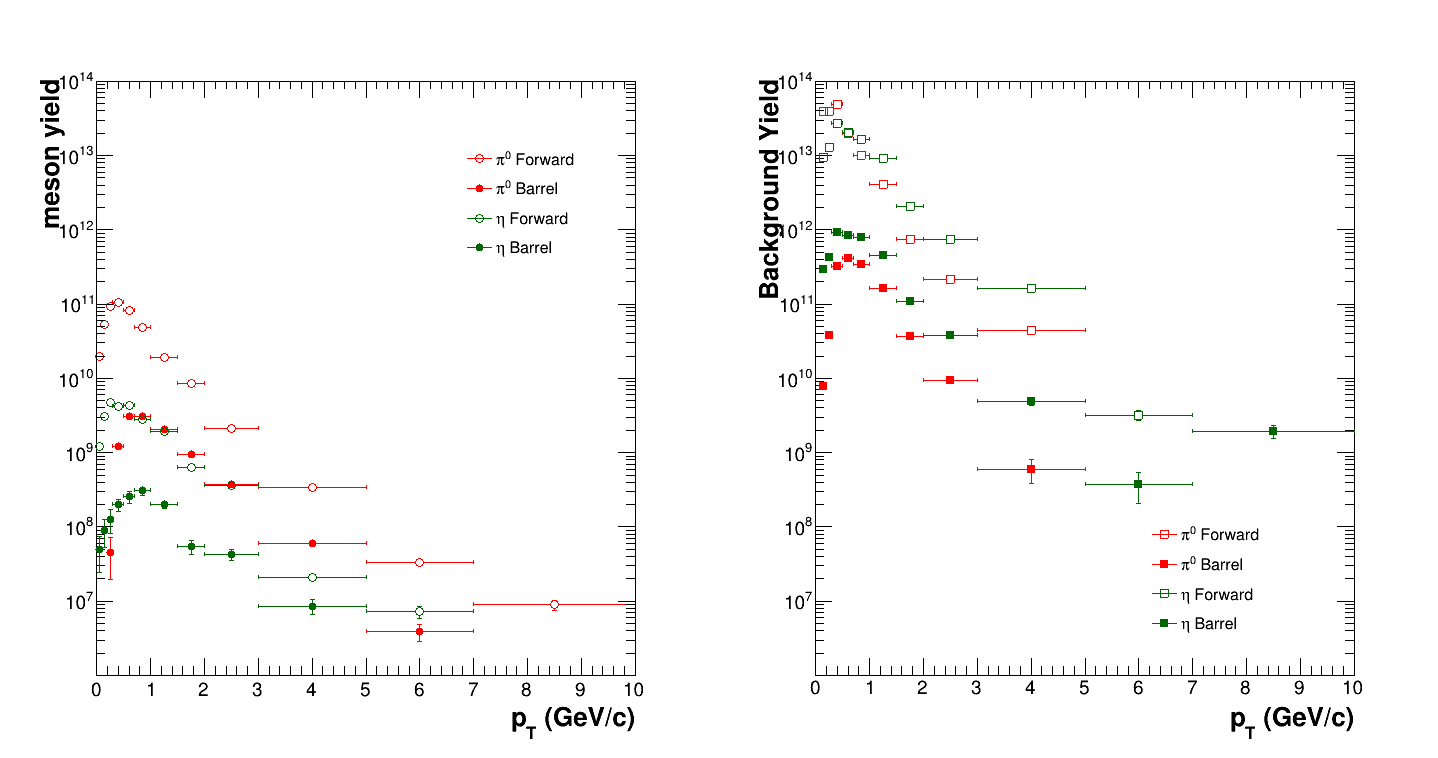 meson yield
10^14
10^13
10^12
10^11
10^10
10^9
10^8
10^7
π^0 Forward
π^0 Barrel
η Forward
η Barrel
0 1 2 3 4 5 6 7 8 9 10
p_T (GeV/c)
Background Yield
10^14
10^13
10^12
10^11
10^10
10^9
10^8
10^7
π^0 Forward
π^0 Barrel
η Forward
η Barrel
0 1 2 3 4 5 6 7 8 9 10
p_T (GeV/c)